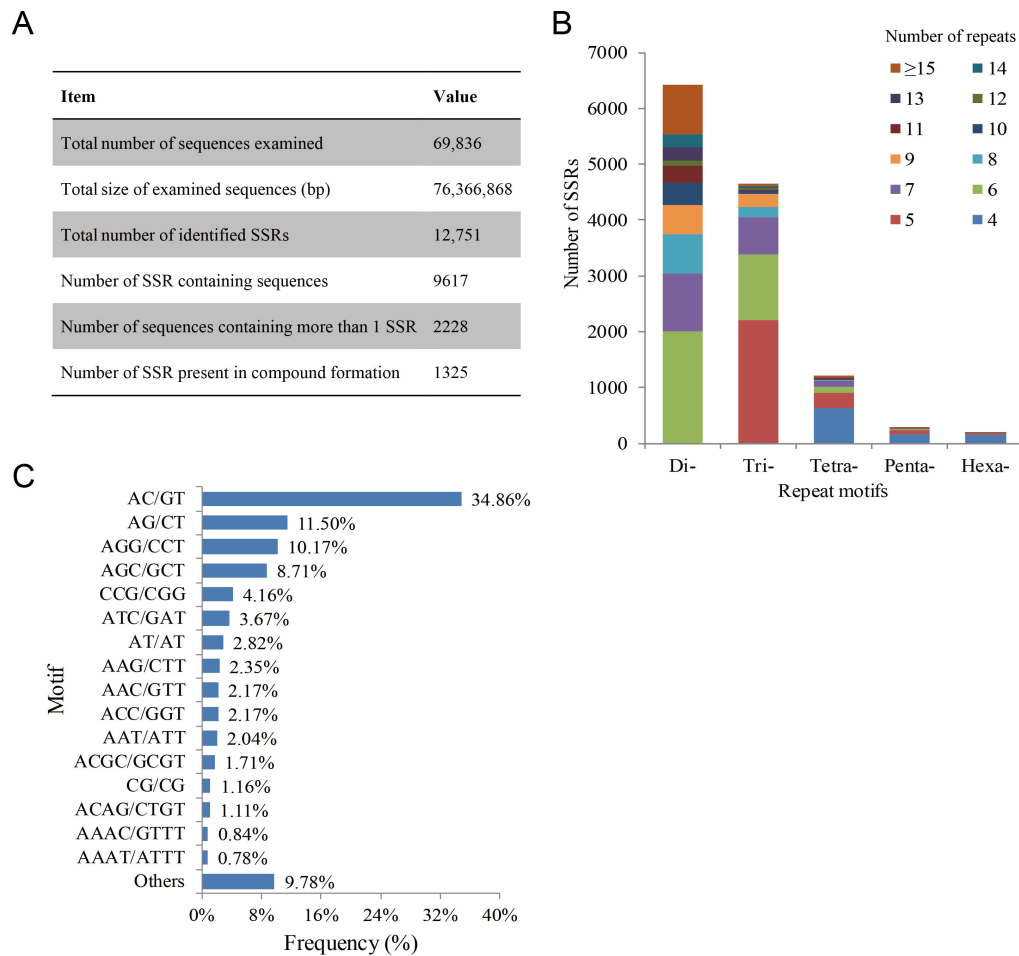 A
Item Value
Total number of sequences examined 69,836
Total size of examined sequences (bp) 76,366,868
Total number of identified SSRs 12,751
Number of SSR containing sequences 9617
Number of sequences containing more than 1 SSR 2228
Number of SSR present in compound formation 1325
B
Number of repeats
≥15 14
13 12
11 10
9 8
7 6
5 4
Number of SSRs
7000
6000
5000
4000
3000
2000
1000
0
Di- Tri- Tetra- Penta- Hexa-
Repeat motifs
C
Motif
AC/GT 34.86%
AG/CT 11.50%
AGG/CCT 10.17%
AGC/GCT 8.71%
CCG/CGG 4.16%
ATC/GAT 3.67%
AT/AT 2.82%
AAG/CTT 2.35%
AAC/GTT 2.17%
ACC/GGT 2.17%
AAT/ATT 2.04%
ACGC/GCGT 1.71%
CG/CG 1.16%
ACAG/CTGT 1.11%
AAAC/GTTT 0.84%
AAAT/ATTT 0.78%
Others 9.78%
0% 8% 16% 24% 32% 40%
Frequency (%)